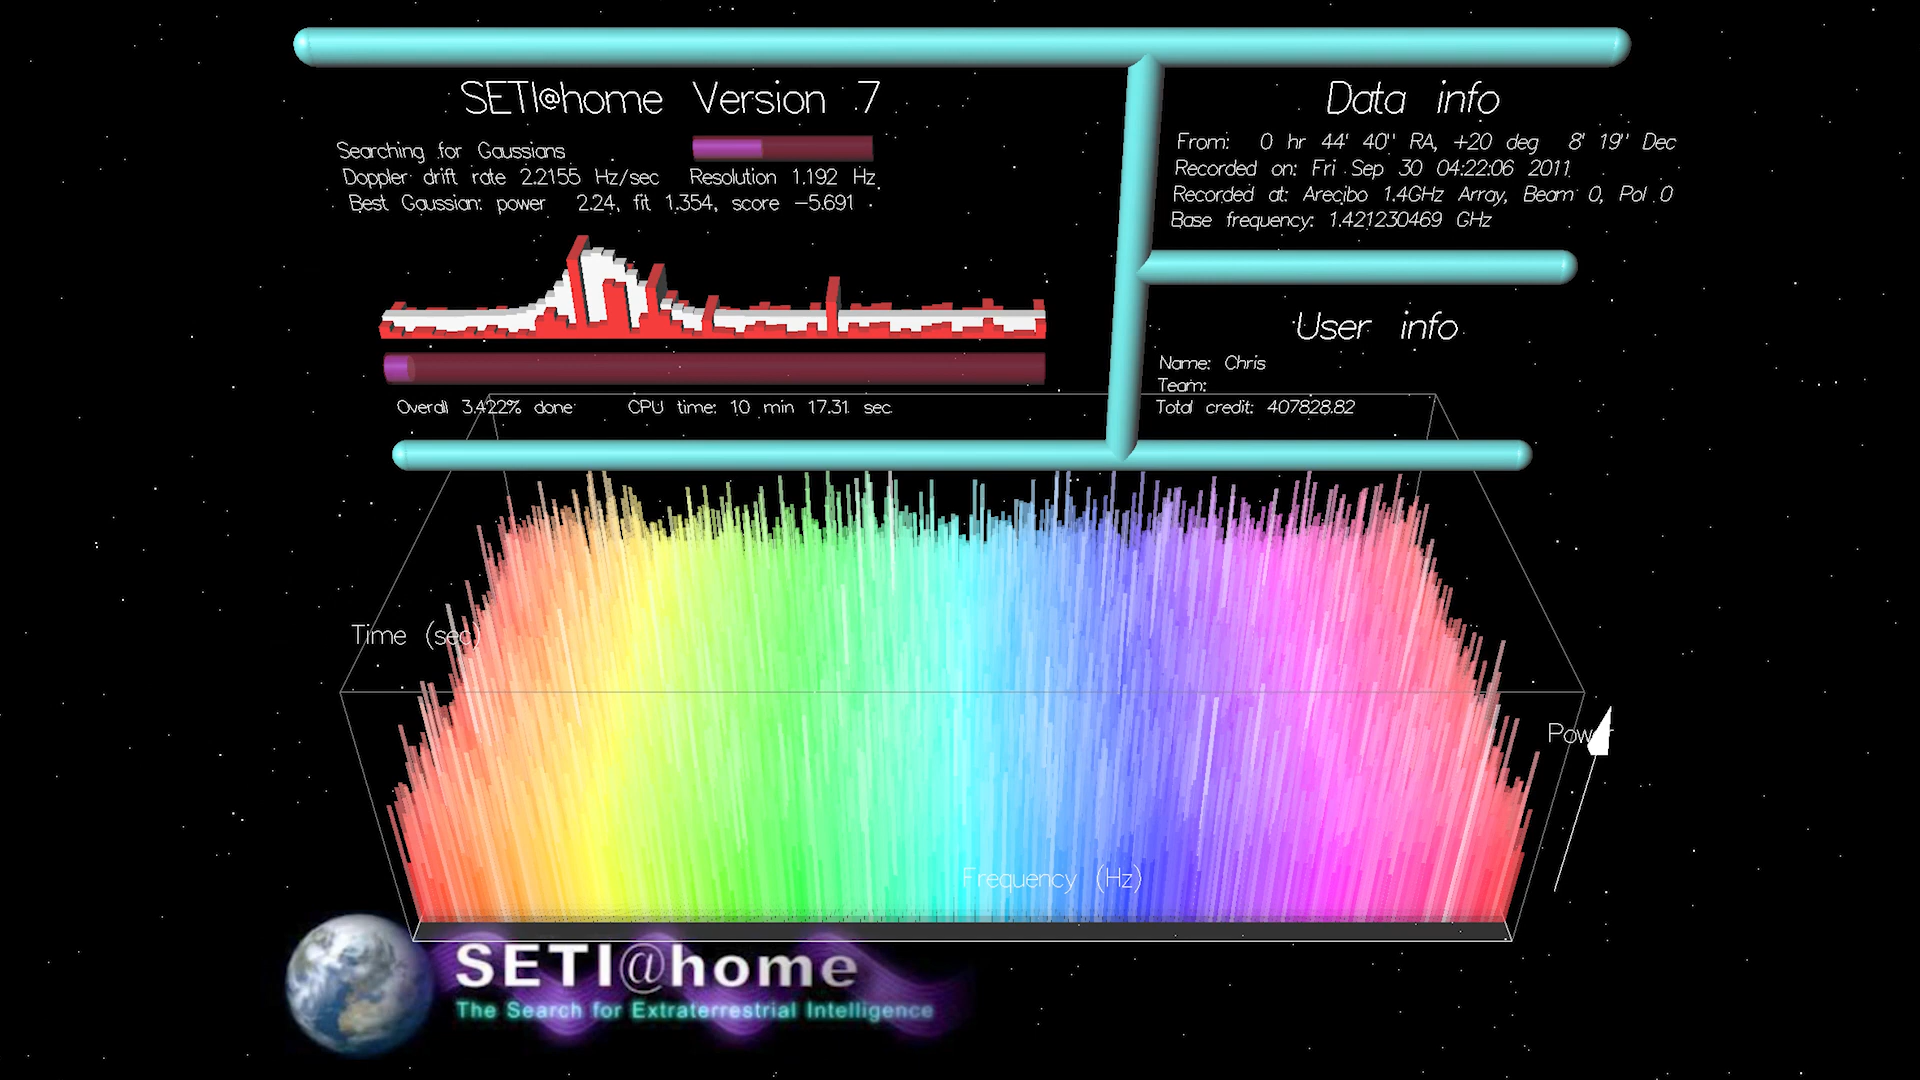 SETI@home Version 7
Searching for Gaussians
Doppler drift rate 2.2155 Hz/sec Resolution 1.192 Hz
Best Gaussian: power 2.24, fit 1.354, score -5.691
Overall 3.422% done CPU time: 10 min 17.31 sec
Data info
From: 0 hr 44' 40'' RA, +20 deg 8' 19'' Dec
Recorded on: Fri Sep 30 04:22:06 2011
Recorded at: Arecibo 1.4GHz Array, Beam 0, Pol 0
Base frequency: 1.421230469 GHz
User info
Name: Chris
Team:
Total credit: 407828.82
Time (sec)
Power
Frequency (Hz)
SETI@home
The Search for Extraterrestrial Intelligence